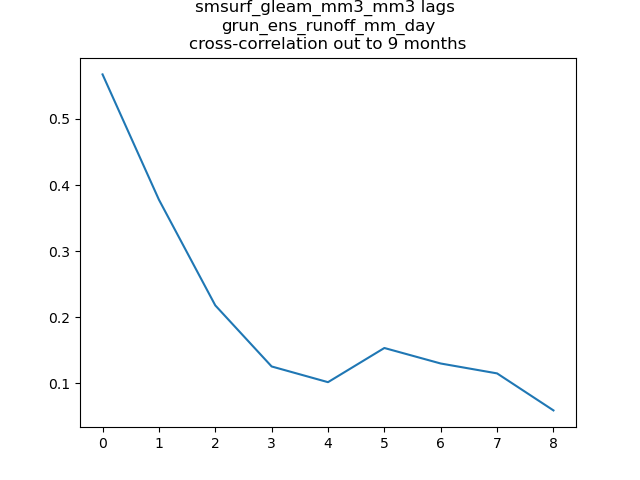 smsurf_gleam_mm3_mm3 lags
grun_ens_runoff_mm_day
cross-correlation out to 9 months
0.5
0.4
0.3
0.2
0.1
0 1 2 3 4 5 6 7 8